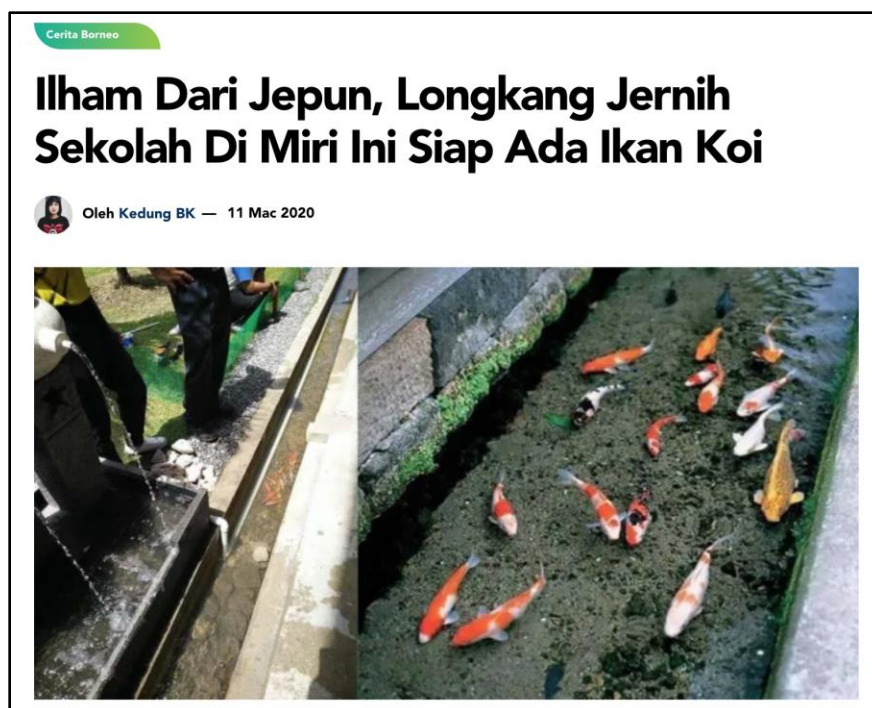 Cerita Borneo
Ilham Dari Jepun, Longkang Jernih
Sekolah Di Miri Ini Siap Ada Ikan Koi
Oleh Kedung BK — 11 Mac 2020